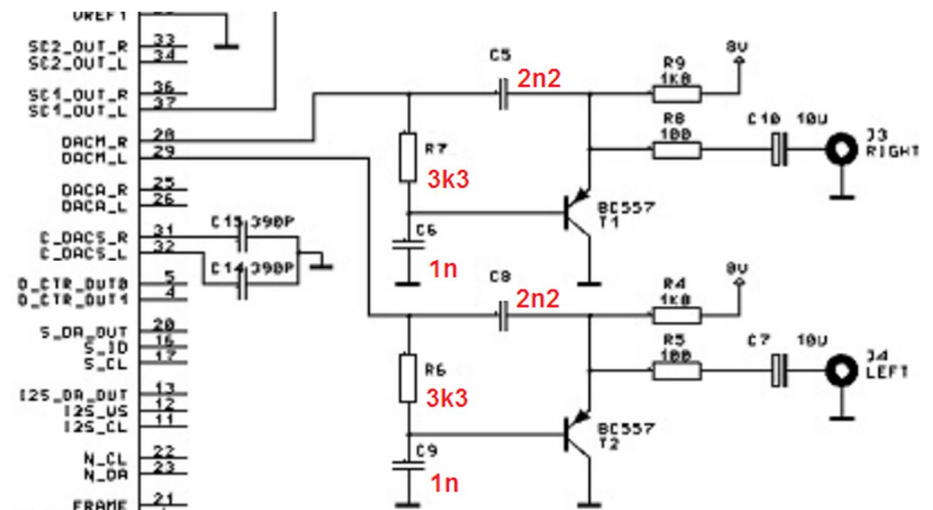 VREF1
SC2_OUT_R 33
SC2_OUT_L 34
SC1_OUT_R 36
SC1_OUT_L 37
DACM_R 28
DACM_L 29
DACA_R 25
DACA_L 26
C_DACS_R 31
C_DACS_L 32
D_CTR_OUT0 5
D_CTR_OUT1 4
S_DA_OUT 20
S_ID 16
S_CL 17
I2S_DA_OUT 13
I2S_WS 12
I2S_CL 11
N_CL 22
N_DA 23
FRAME 21
C15 390P
C14 390P
C5
2n2
R9
1K8
8V
R7
3k3
R8
100
C10 10U
J3
RIGHT
BC557
T1
C6
1n
C8
2n2
R4
1K8
8V
R6
3k3
R5
100
C7 10U
J4
LEFT
BC557
T2
C9
1n